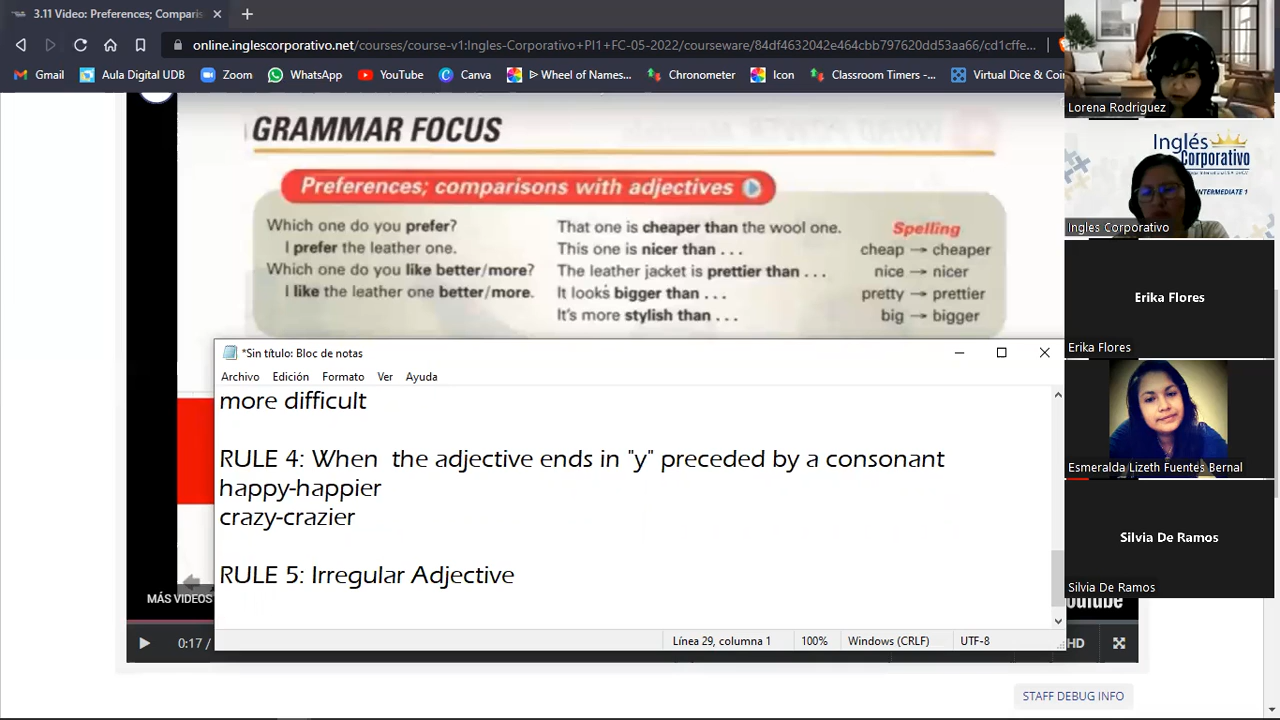 3.11 Video: Preferences; Comparis
online.inglescorporativo.net/courses/course-v1:Ingles-Corporativo+PI1+FC-05-2022/courseware/84df4632042e464cbb797620dd53aa66/cd1cffe...
Gmail
Aula Digital UDB
Zoom
WhatsApp
YouTube
Canva
ᐅ Wheel of Names...
Chronometer
Icon
Classroom Timers -...
Virtual Dice & Coi
GRAMMAR FOCUS
Preferences; comparisons with adjectives
Which one do you prefer?
I prefer the leather one.
Which one do you like better/more?
I like the leather one better/more.
That one is cheaper than the wool one.
This one is nicer than . . .
The leather jacket is prettier than . . .
It looks bigger than . . .
It's more stylish than . . .
Spelling
cheap → cheaper
nice → nicer
pretty → prettier
big → bigger
*Sin título: Bloc de notas
Archivo Edición Formato Ver Ayuda
more difficult
RULE 4: When  the adjective ends in "y" preceded by a consonant
happy-happier
crazy-crazier
RULE 5: Irregular Adjective
Línea 29, columna 1
100%
Windows (CRLF)
UTF-8
MÁS VIDEOS
0:17 /
HD
STAFF DEBUG INFO
Lorena Rodriguez
Inglés
Corporativo
INTERMEDIATE 1
Ingles Corporativo
Erika Flores
Erika Flores
Esmeralda Lizeth Fuentes Bernal
Silvia De Ramos
Silvia De Ramos